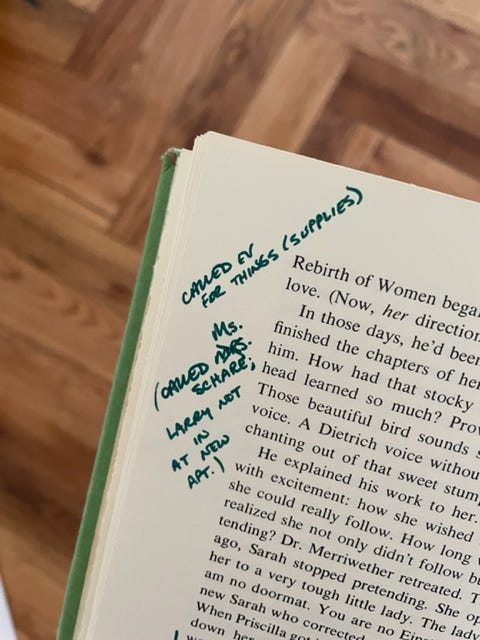 CALLED EV
FOR THINGS (SUPPLIES)
Ms.
(CALLED MRS.
SCHARE;
LARRY NOT
IN
AT NEW
APT.)
Rebirth of Women bega
love. (Now, her direction
In those days, he'd been
finished the chapters of her
him. How had that stocky
head learned so much? Prov
Those beautiful bird sounds s
voice. A Dietrich voice withou
chanting out of that sweet stump
He explained his work to her.
with excitement: how she wished
she could really follow. How long
realized she not only didn't follow bu
tending? Dr. Merriwether retreated. T
ago, Sarah stopped pretending. She op
her to a very tough little lady. The lady
am no doormat. You are no Ein
new Sarah who corrected
When Priscilla go
down her